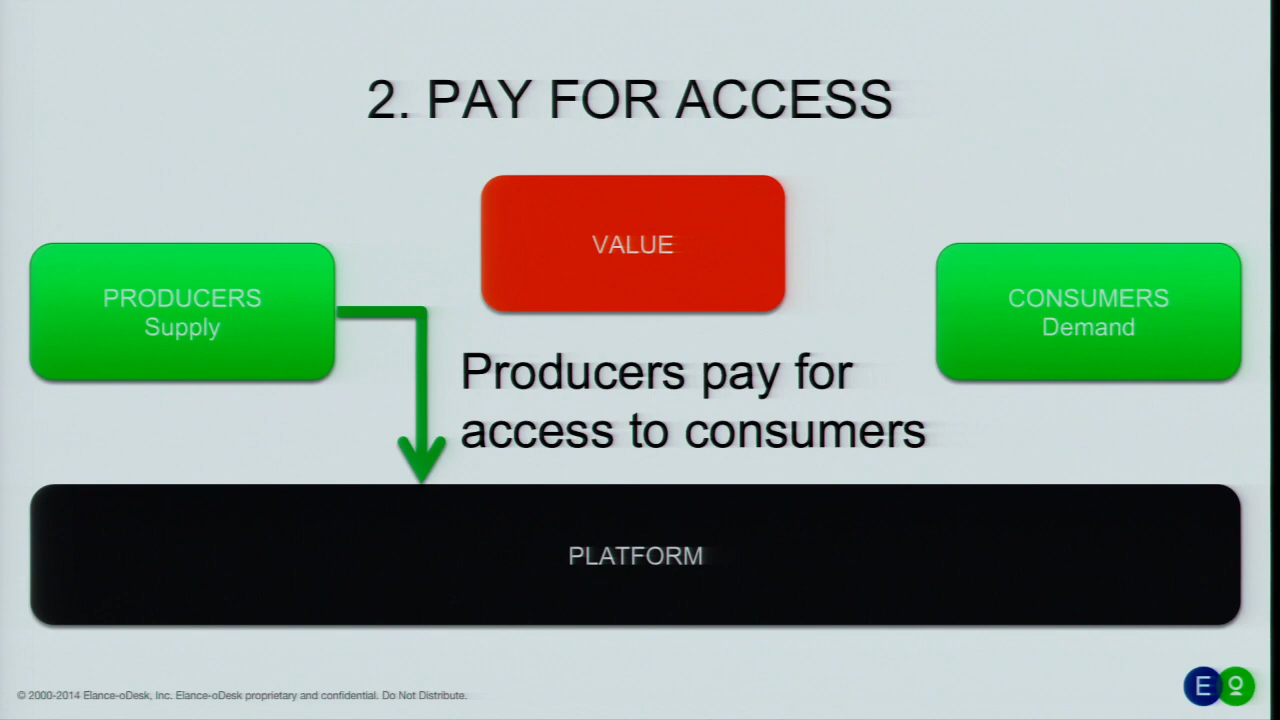 2. PAY FOR ACCESS
VALUE
PRODUCERS
Supply
CONSUMERS
Demand
Producers pay for
access to consumers
PLATFORM
© 2000-2014 Elance-oDesk, Inc. Elance-oDesk proprietary and confidential. Do Not Distribute.
E O